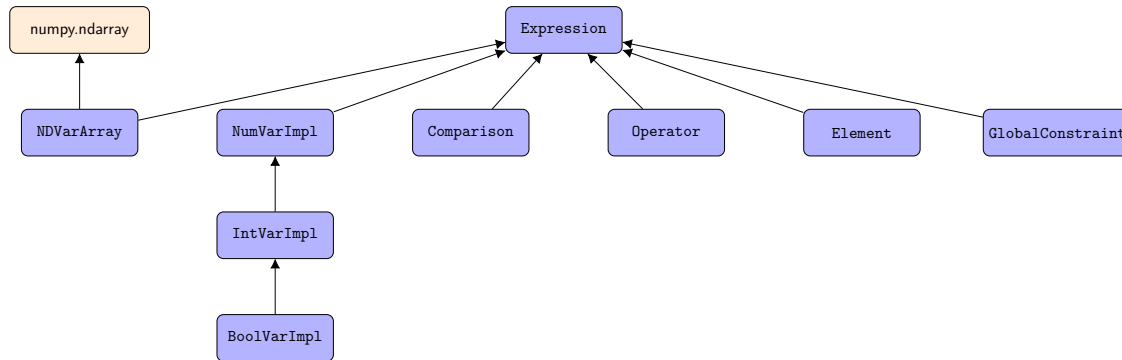 numpy.ndarray
Expression
NDVarArray
NumVarImpl
Comparison
Operator
Element
GlobalConstraint
IntVarImpl
BoolVarImpl